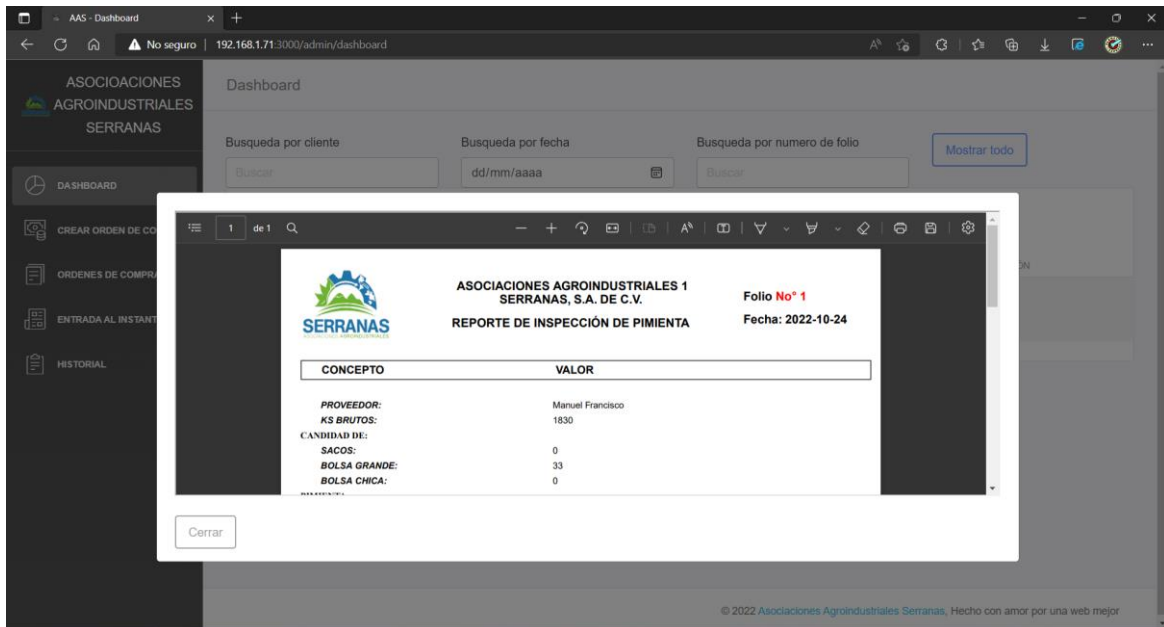 AAS - Dashboard
No seguro | 192.168.1.71:3000/admin/dashboard
ASOCIOACIONES
AGROINDUSTRIALES
SERRANAS
DASHBOARD
CREAR ORDEN DE CO
ORDENES DE COMPRA
ENTRADA AL INSTANT
HISTORIAL
Dashboard
Busqueda por cliente
Busqueda por fecha
Busqueda por numero de folio
Buscar
dd/mm/aaaa
Buscar
Mostrar todo
1 de 1
SERRANAS
ASOCIACIONES AGROINDUSTRIALES 1
SERRANAS, S.A. DE C.V.
REPORTE DE INSPECCIÓN DE PIMIENTA
Folio No° 1
Fecha: 2022-10-24
CONCEPTO VALOR
PROVEEDOR: Manuel Francisco
KS BRUTOS: 1830
CANDIDAD DE:
SACOS: 0
BOLSA GRANDE: 33
BOLSA CHICA: 0
Cerrar
© 2022 Asociaciones Agroindustriales Serranas, Hecho con amor por una web mejor